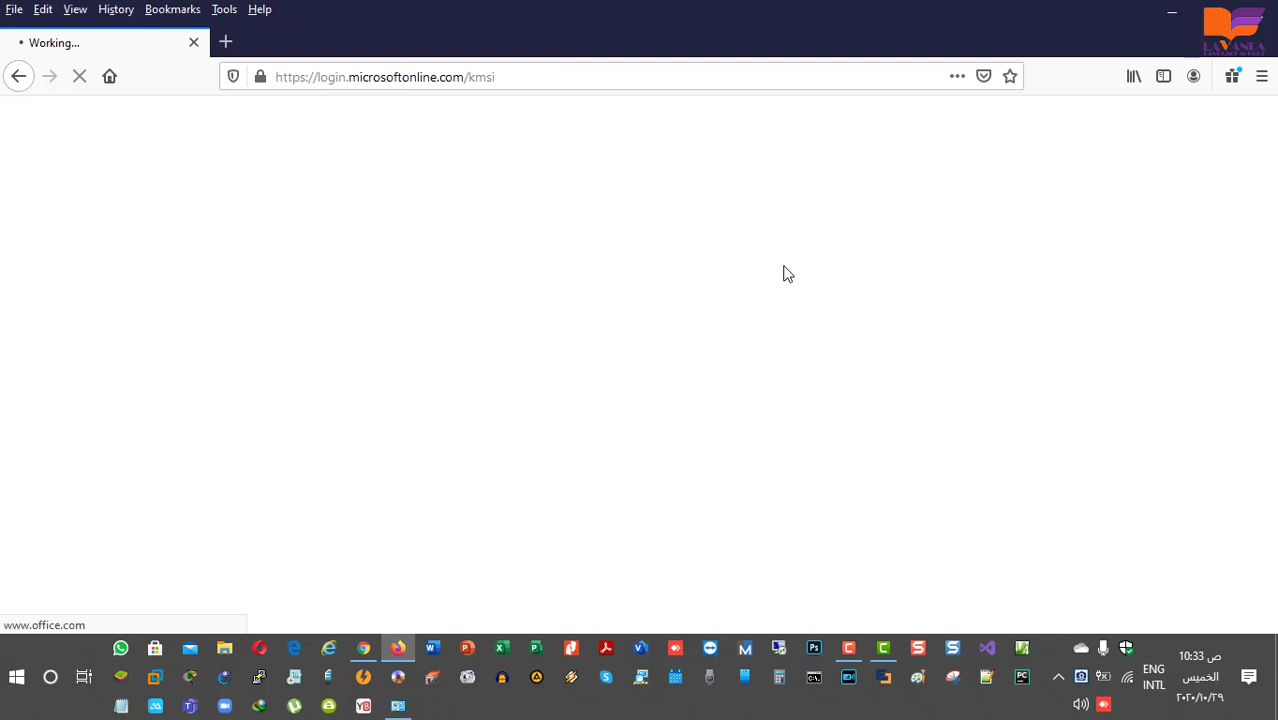 File Edit View History Bookmarks Tools Help
Working...
https://login.microsoftonline.com/kmsi
LAVANDA
www.office.com
ص 10:33
ENG
الخميس
INTL
٢٠٢٠/١٠/٢٩